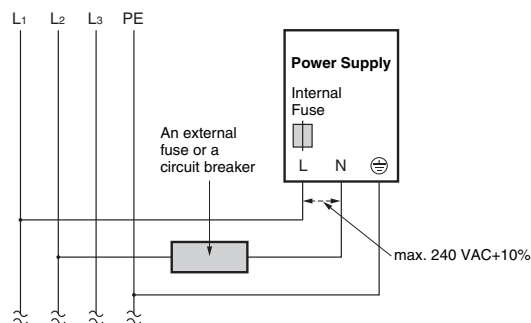 L1 L2 L3 PE
Power Supply
Internal
Fuse
L N
An external
fuse or a
circuit breaker
max. 240 VAC+10%